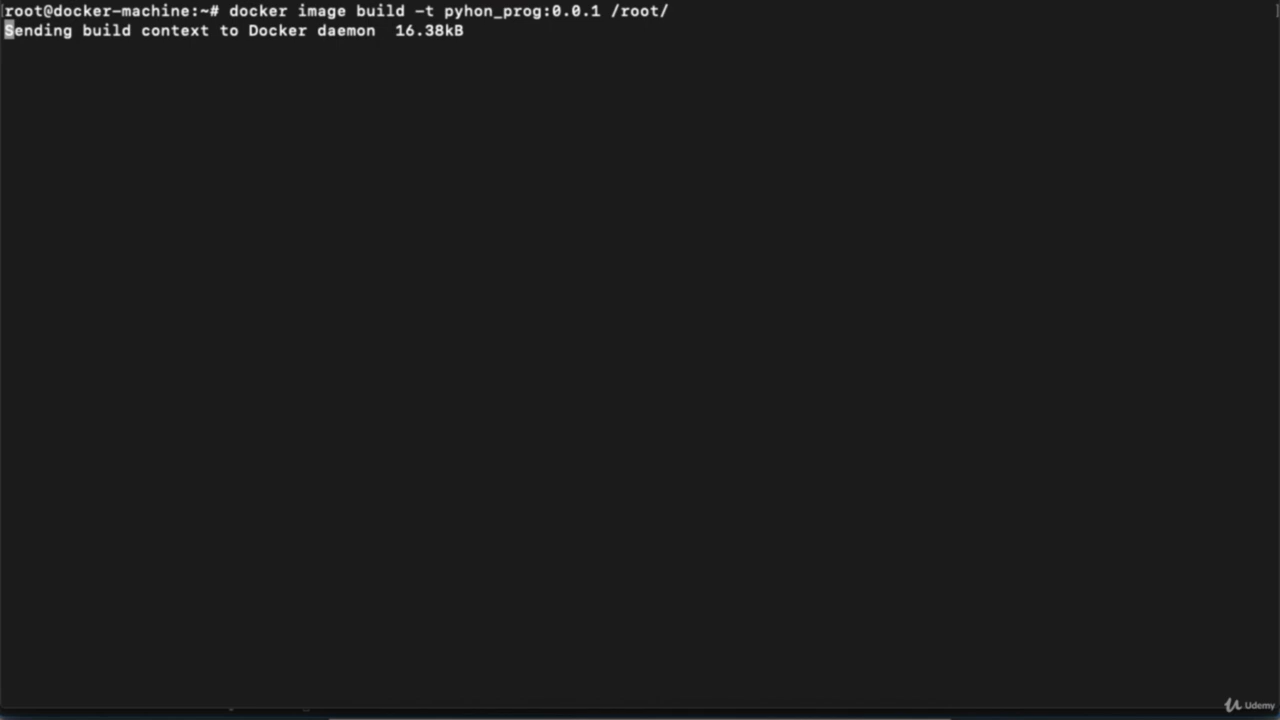 root@docker-machine:~# docker image build -t pyhon_prog:0.0.1 /root/
Sending build context to Docker daemon  16.38kB
Udemy